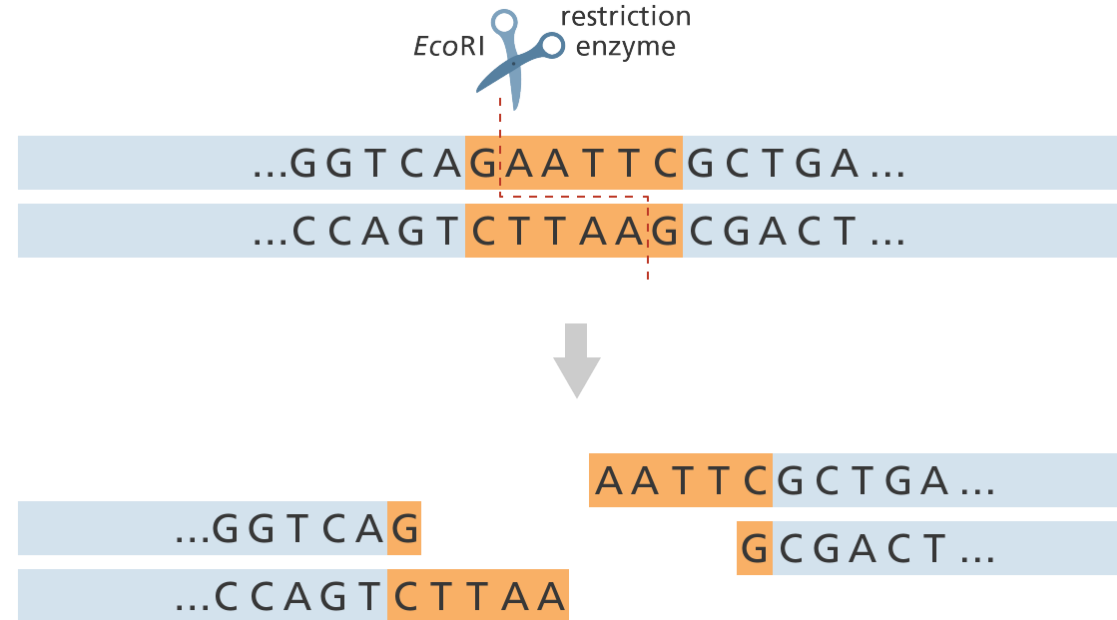 EcoRI
restriction
enzyme
...GGTCAGAATTCGCTGA...
...CCAGTCTTAAGCGACT...
AATTCGCTGA...
GCGACT...
...GGTCAG
...CCAGTCTTAA